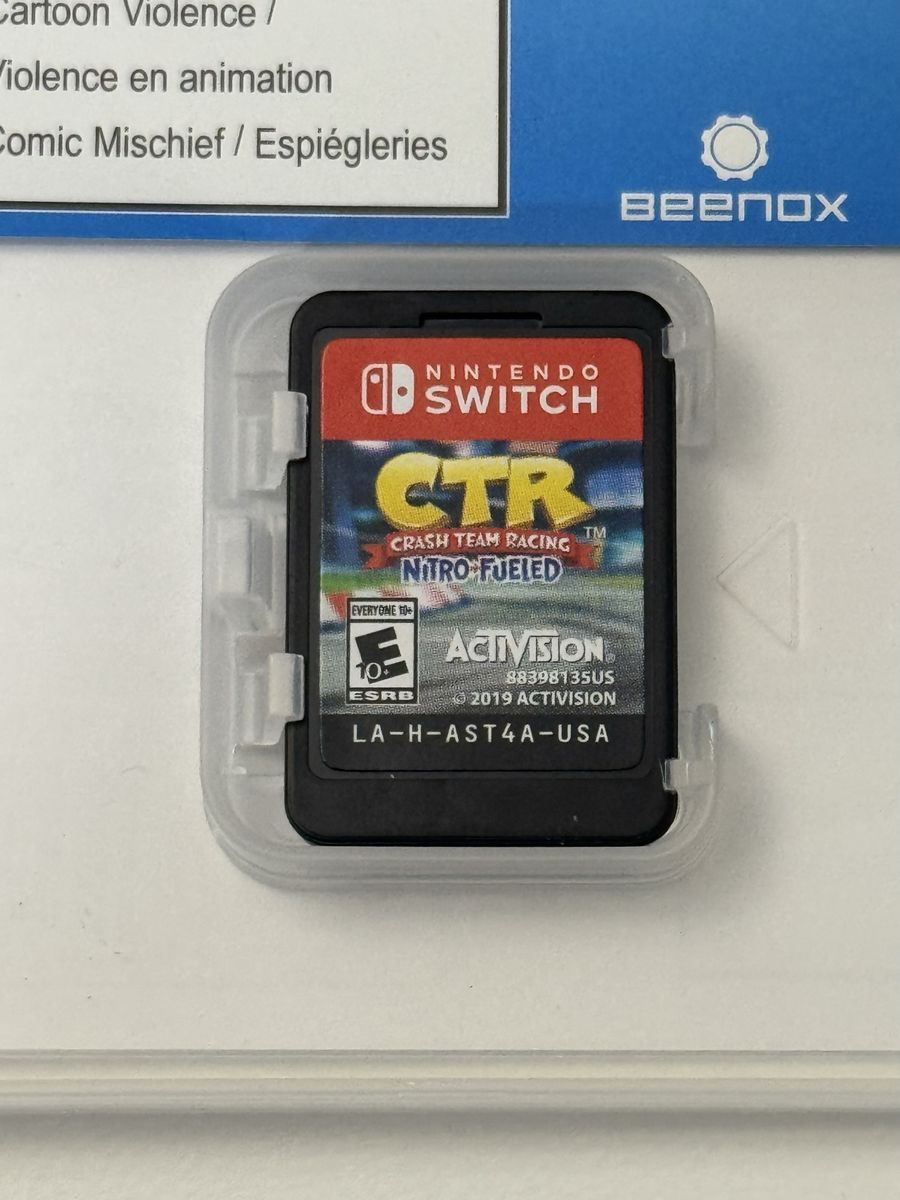 Cartoon Violence /
Violence en animation
Comic Mischief / Espiégleries
BEENOX
NINTENDO
SWITCH
CTR
TM
CRASH TEAM RACING
NITRO-FUELED
EVERYONE 10+
E
10+
ESRB
ACTIVISION®
88398135US
© 2019 ACTIVISION
LA-H-AST4A-USA